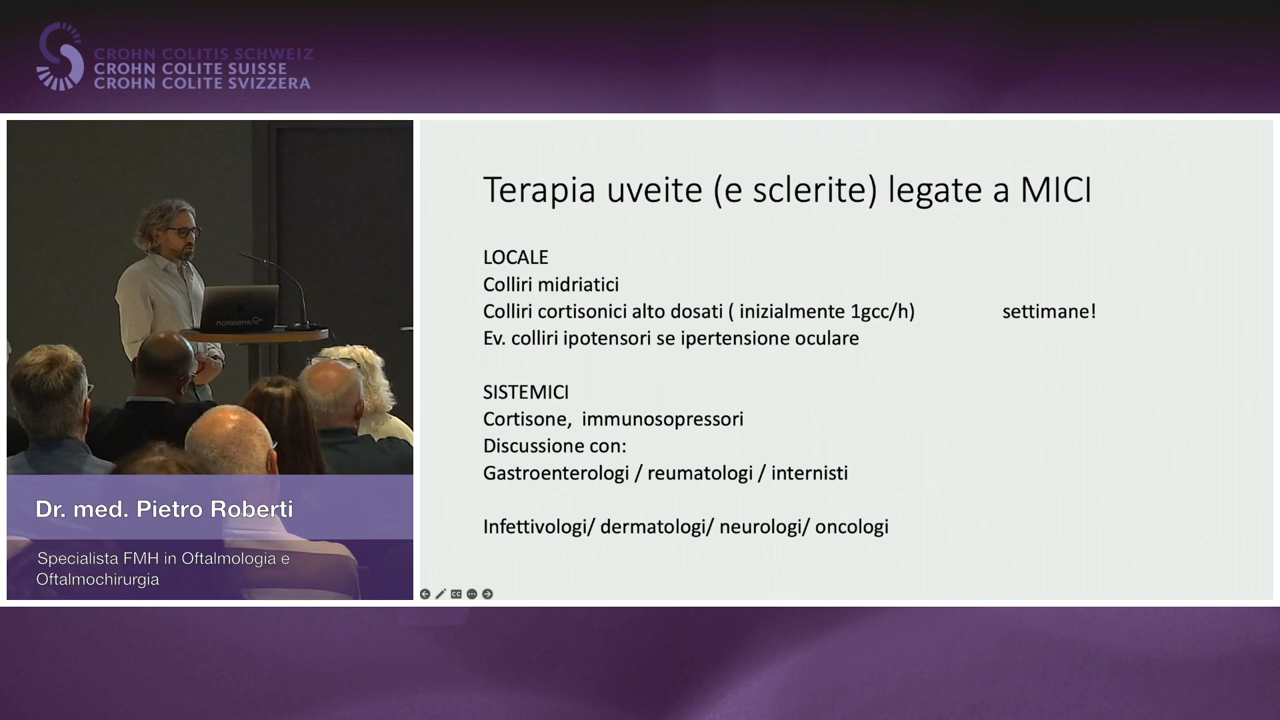 CROHN COLITIS SCHWEIZ
CROHN COLITE SUISSE
CROHN COLITE SVIZZERA
Dr. med. Pietro Roberti
Specialista FMH in Oftalmologia e
Oftalmochirurgia
Terapia uveite (e sclerite) legate a MICI
LOCALE
Colliri midriatici
Colliri cortisonici alto dosati ( inizialmente 1gcc/h) settimane!
Ev. colliri ipotensori se ipertensione oculare
SISTEMICI
Cortisone, immunosopressori
Discussione con:
Gastroenterologi / reumatologi / internisti
Infettivologi/ dermatologi/ neurologi/ oncologi